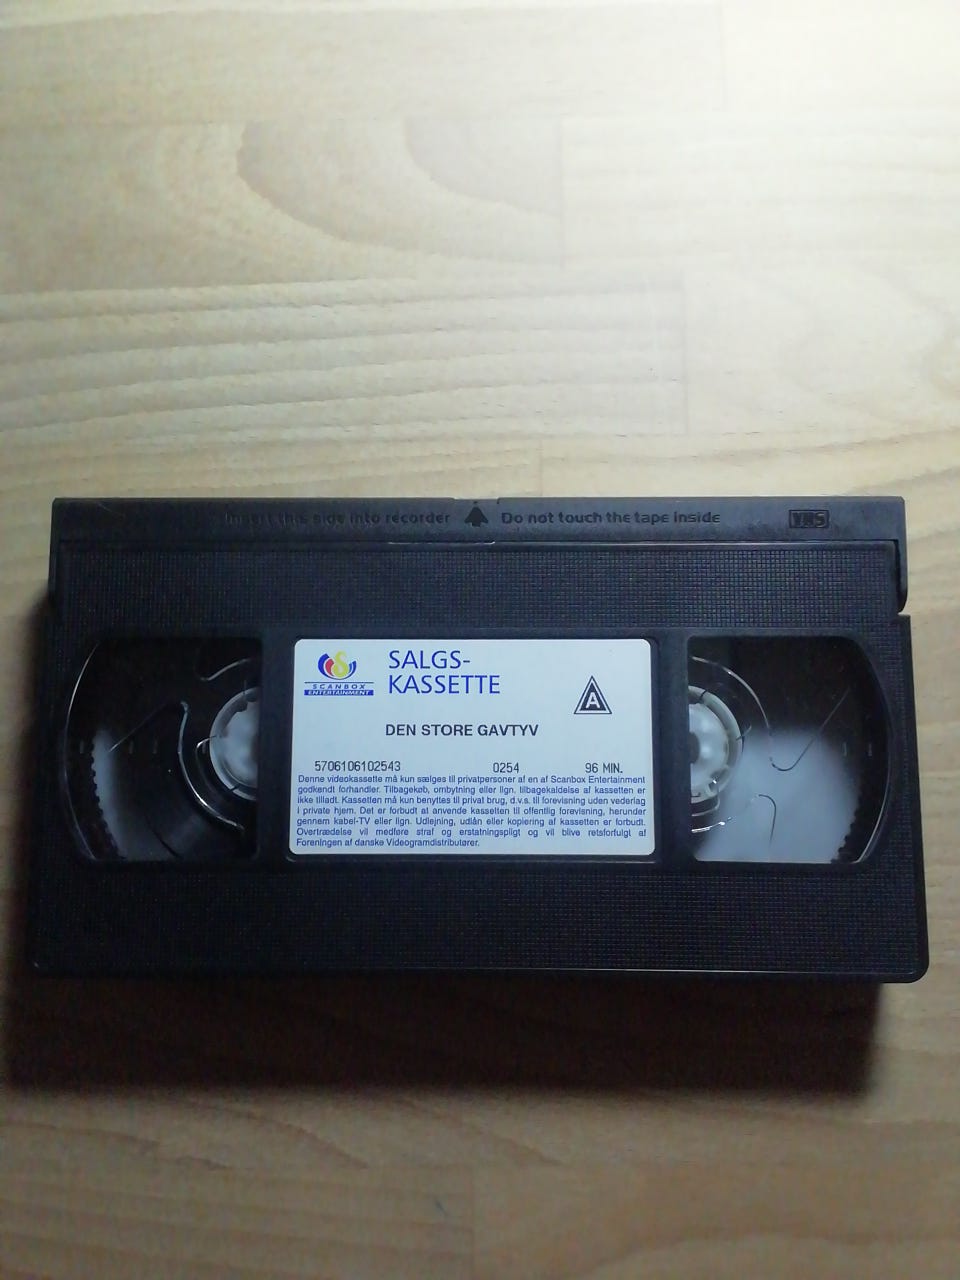 Insert this side into recorder Do not touch the tape inside VHS
SCANBOX
ENTERTAINMENT
SALGS-
KASSETTE
A
DEN STORE GAVTYV
5706106102543 0254 96 MIN.
Denne videokassette må kun sælges til privatpersoner af en af Scanbox Entertainment
godkendt forhandler. Tilbagekøb, ombytning eller lign. tilbagekaldelse af kassetten er
ikke tilladt. Kassetten må kun benyttes til privat brug, d.v.s. til forevisning uden vederlag
i private hjem. Det er forbudt at anvende kassetten til offentlig forevisning, herunder
gennem kabel-TV eller lign. Udlejning, udlån eller kopiering af kassetten er forbudt.
Overtrædelse vil medføre straf og erstatningspligt og vil blive retsforfulgt af
Foreningen af danske Videogramdistributører.